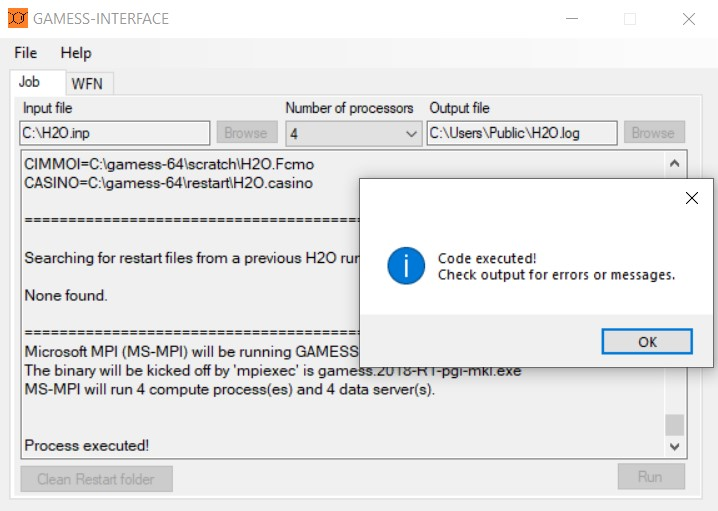 GAMESS-INTERFACE
File Help
Job WFN
Input file Number of processors Output file
C:\H2O.inp Browse 4 C:\Users\Public\H2O.log Browse
CIMMOI=C:\gamess-64\scratch\H2O.Fcmo
CASINO=C:\gamess-64\restart\H2O.casino
==========================================
Searching for restart files from a previous H2O run
None found.
==========================================
Microsoft MPI (MS-MPI) will be running GAMESS
The binary will be kicked off by 'mpiexec' is gamess.2018-R1-pgi-mkl.exe
MS-MPI will run 4 compute process(es) and 4 data server(s).
Process executed!
Clean Restart folder Run
Code executed!
Check output for errors or messages.
OK